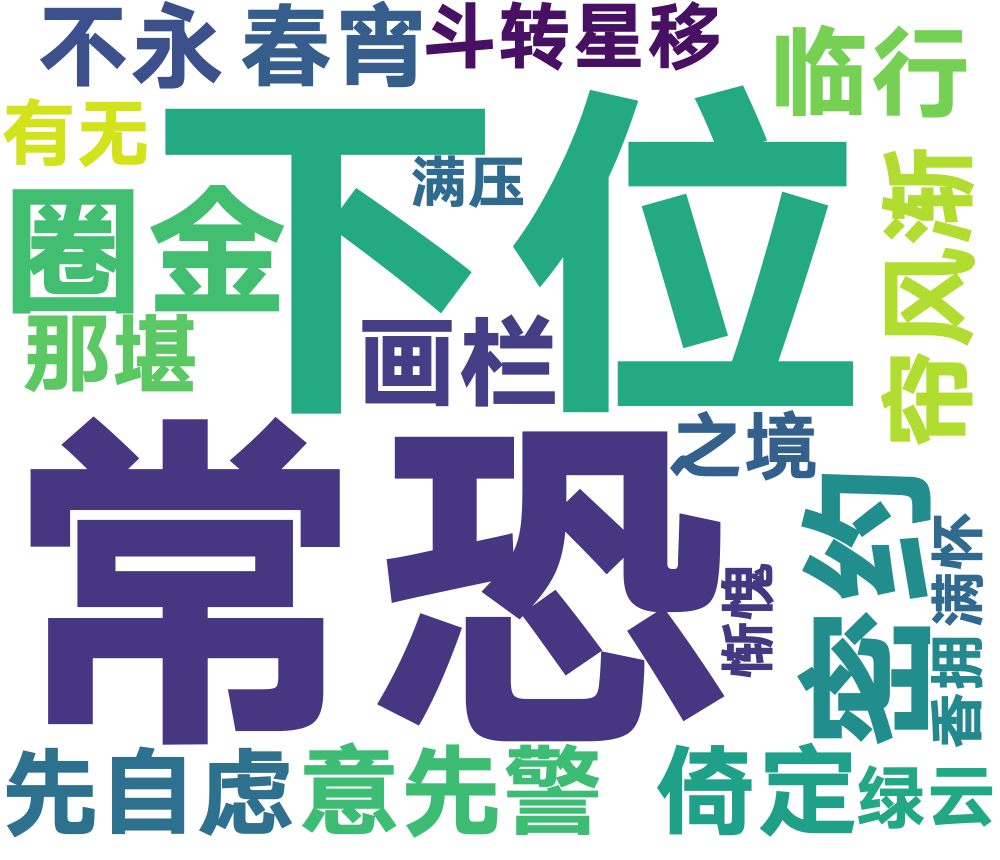 不永
春宵
斗转星移
临行
有无
下位
满压
圈金
帘风渐
那堪
画栏
常恐
之境
密约
香拥满怀
惭愧
先自虑
意先警
倚定
绿云